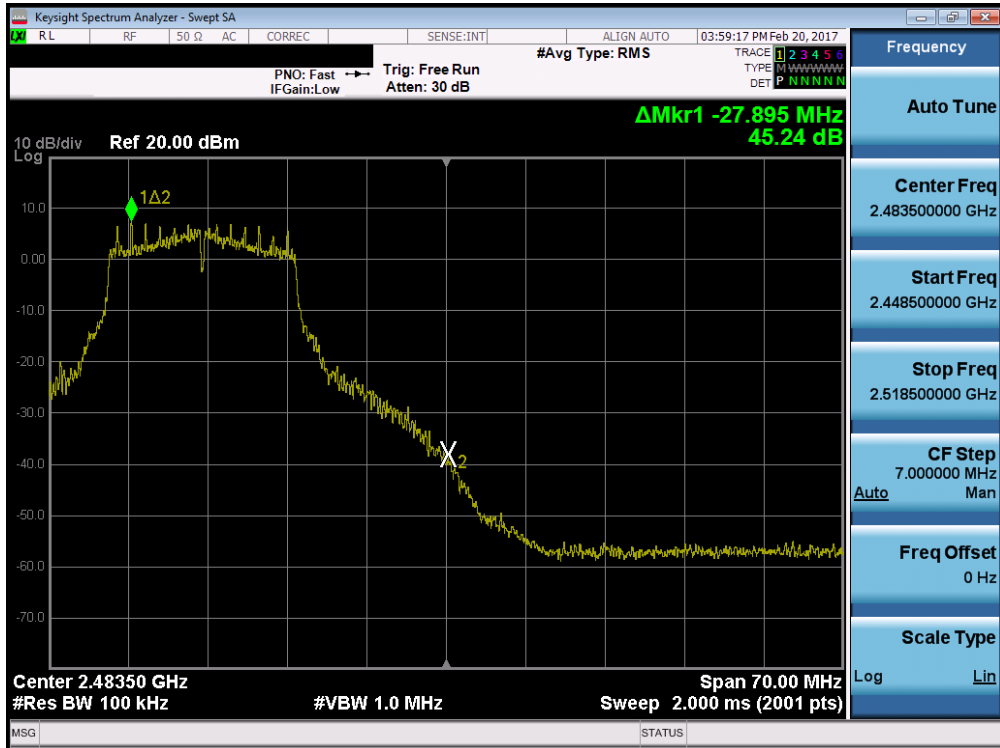 Keysight Spectrum Analyzer - Swept SA
LXI RL RF 50 Ω AC CORREC SENSE:INT ALIGN AUTO 03:59:17 PM Feb 20, 2017
PNO: Fast
IFGain:Low
Trig: Free Run
Atten: 30 dB
#Avg Type: RMS
TRACE 1 2 3 4 5 6
TYPE M WWWWW
DET P N N N N N
ΔMkr1 -27.895 MHz
45.24 dB
10 dB/div Ref 20.00 dBm
Log
10.0
0.00
-10.0
-20.0
-30.0
-40.0
-50.0
-60.0
-70.0
1Δ2
2
Center 2.48350 GHz Span 70.00 MHz
#Res BW 100 kHz #VBW 1.0 MHz Sweep 2.000 ms (2001 pts)
MSG STATUS
Frequency
Auto Tune
Center Freq
2.483500000 GHz
Start Freq
2.448500000 GHz
Stop Freq
2.518500000 GHz
CF Step
7.000000 MHz
Auto Man
Freq Offset
0 Hz
Scale Type
Log Lin